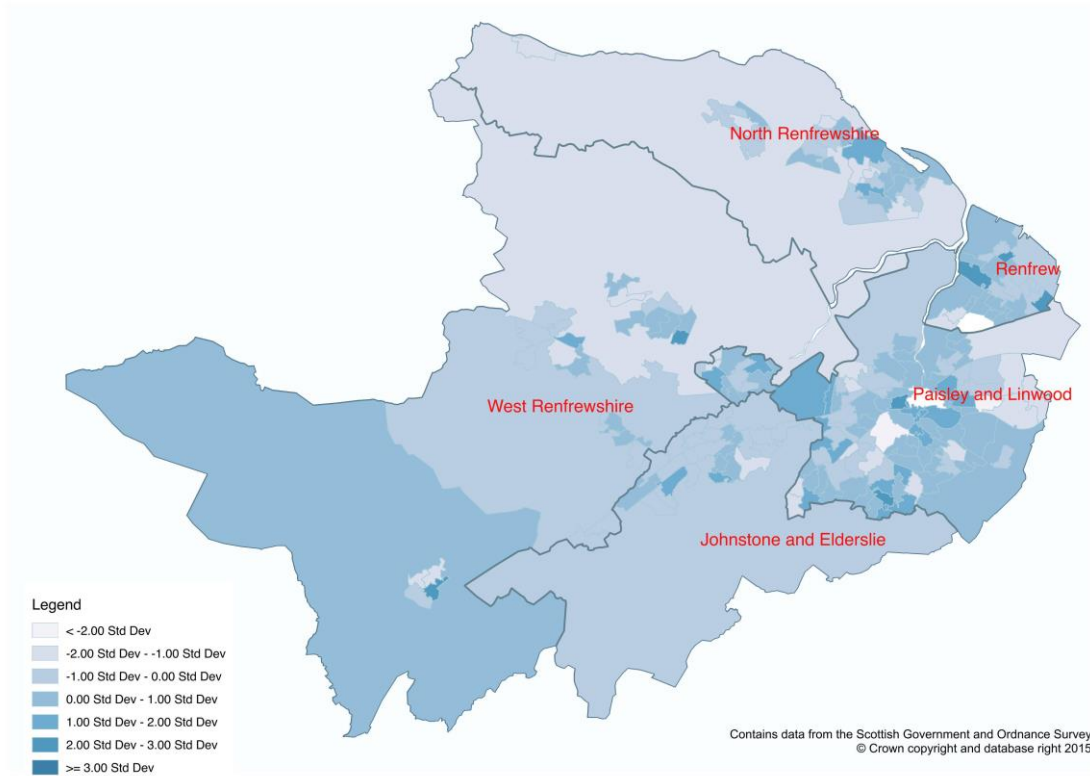 North Renfrewshire
Renfrew
Paisley and Linwood
West Renfrewshire
Johnstone and Elderslie
Legend
< -2.00 Std Dev
-2.00 Std Dev - -1.00 Std Dev
-1.00 Std Dev - 0.00 Std Dev
0.00 Std Dev - 1.00 Std Dev
1.00 Std Dev - 2.00 Std Dev
2.00 Std Dev - 3.00 Std Dev
>= 3.00 Std Dev
Contains data from the Scottish Government and Ordnance Survey
© Crown copyright and database right 2015